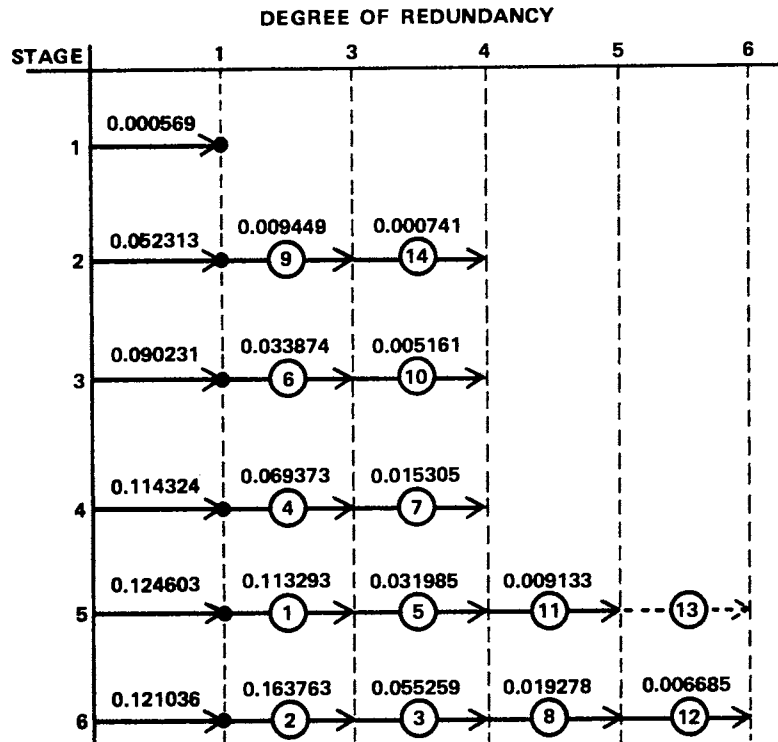 DEGREE OF REDUNDANCY
STAGE 1 3 4 5 6
0.000569
1
0.052313 0.009449 0.000741
2 9 14
0.090231 0.033874 0.005161
3 6 10
0.114324 0.069373 0.015305
4 4 7
0.124603 0.113293 0.031985 0.009133
5 1 5 11 13
0.121036 0.163763 0.055259 0.019278 0.006685
6 2 3 8 12